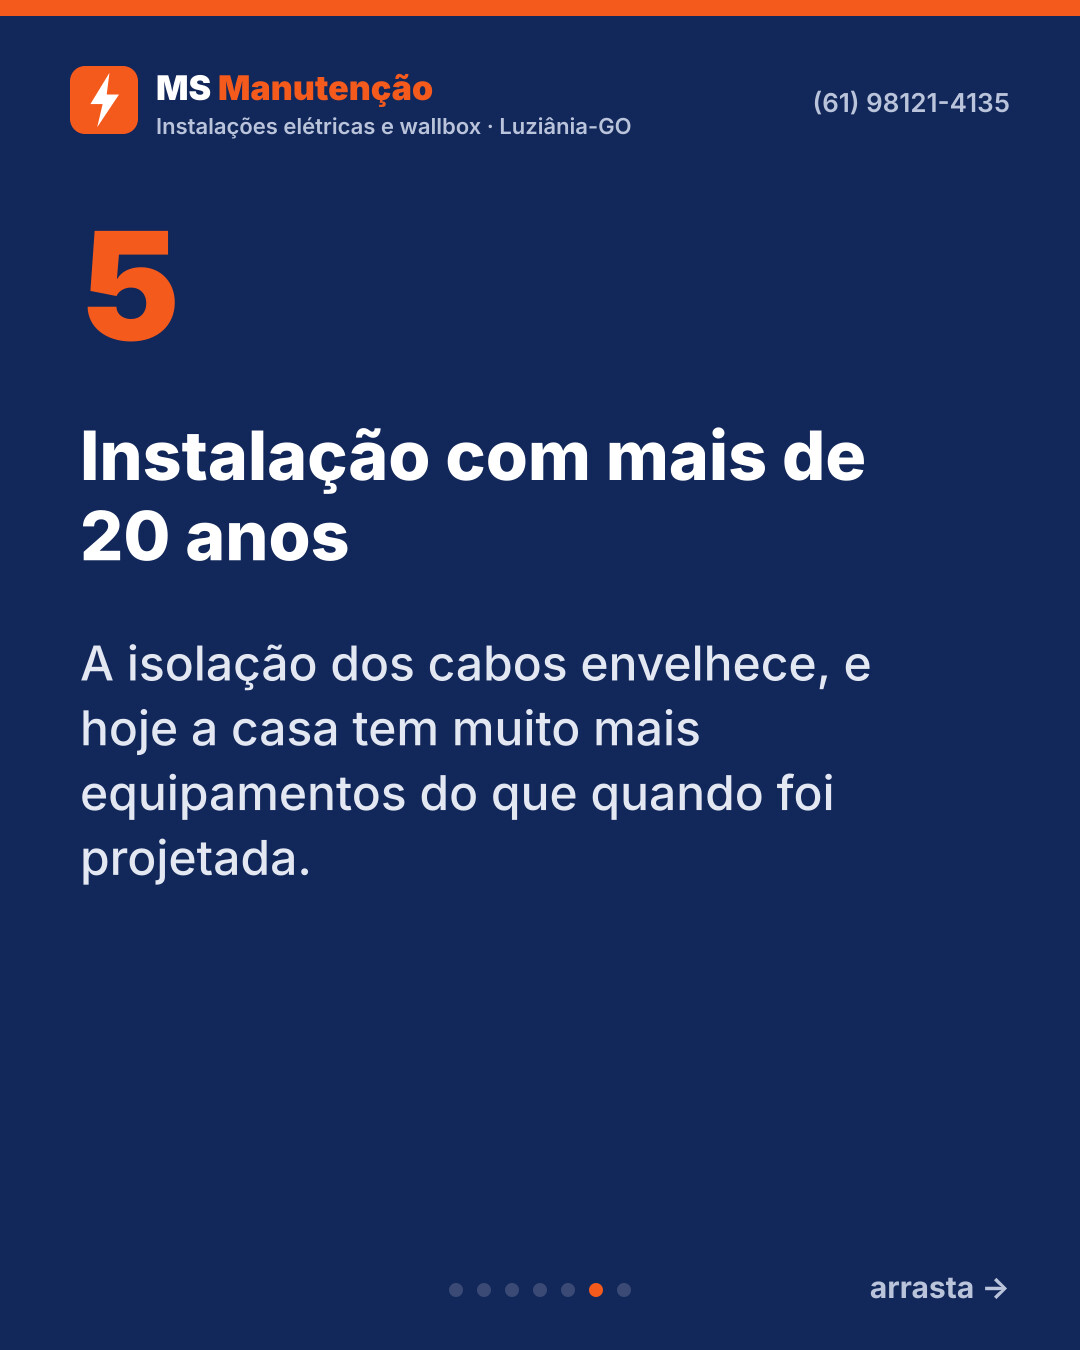 MS Manutenção
Instalações elétricas e wallbox · Luziânia-GO
(61) 98121-4135
5
Instalação com mais de
20 anos
A isolação dos cabos envelhece, e
hoje a casa tem muito mais
equipamentos do que quando foi
projetada.
arrasta →